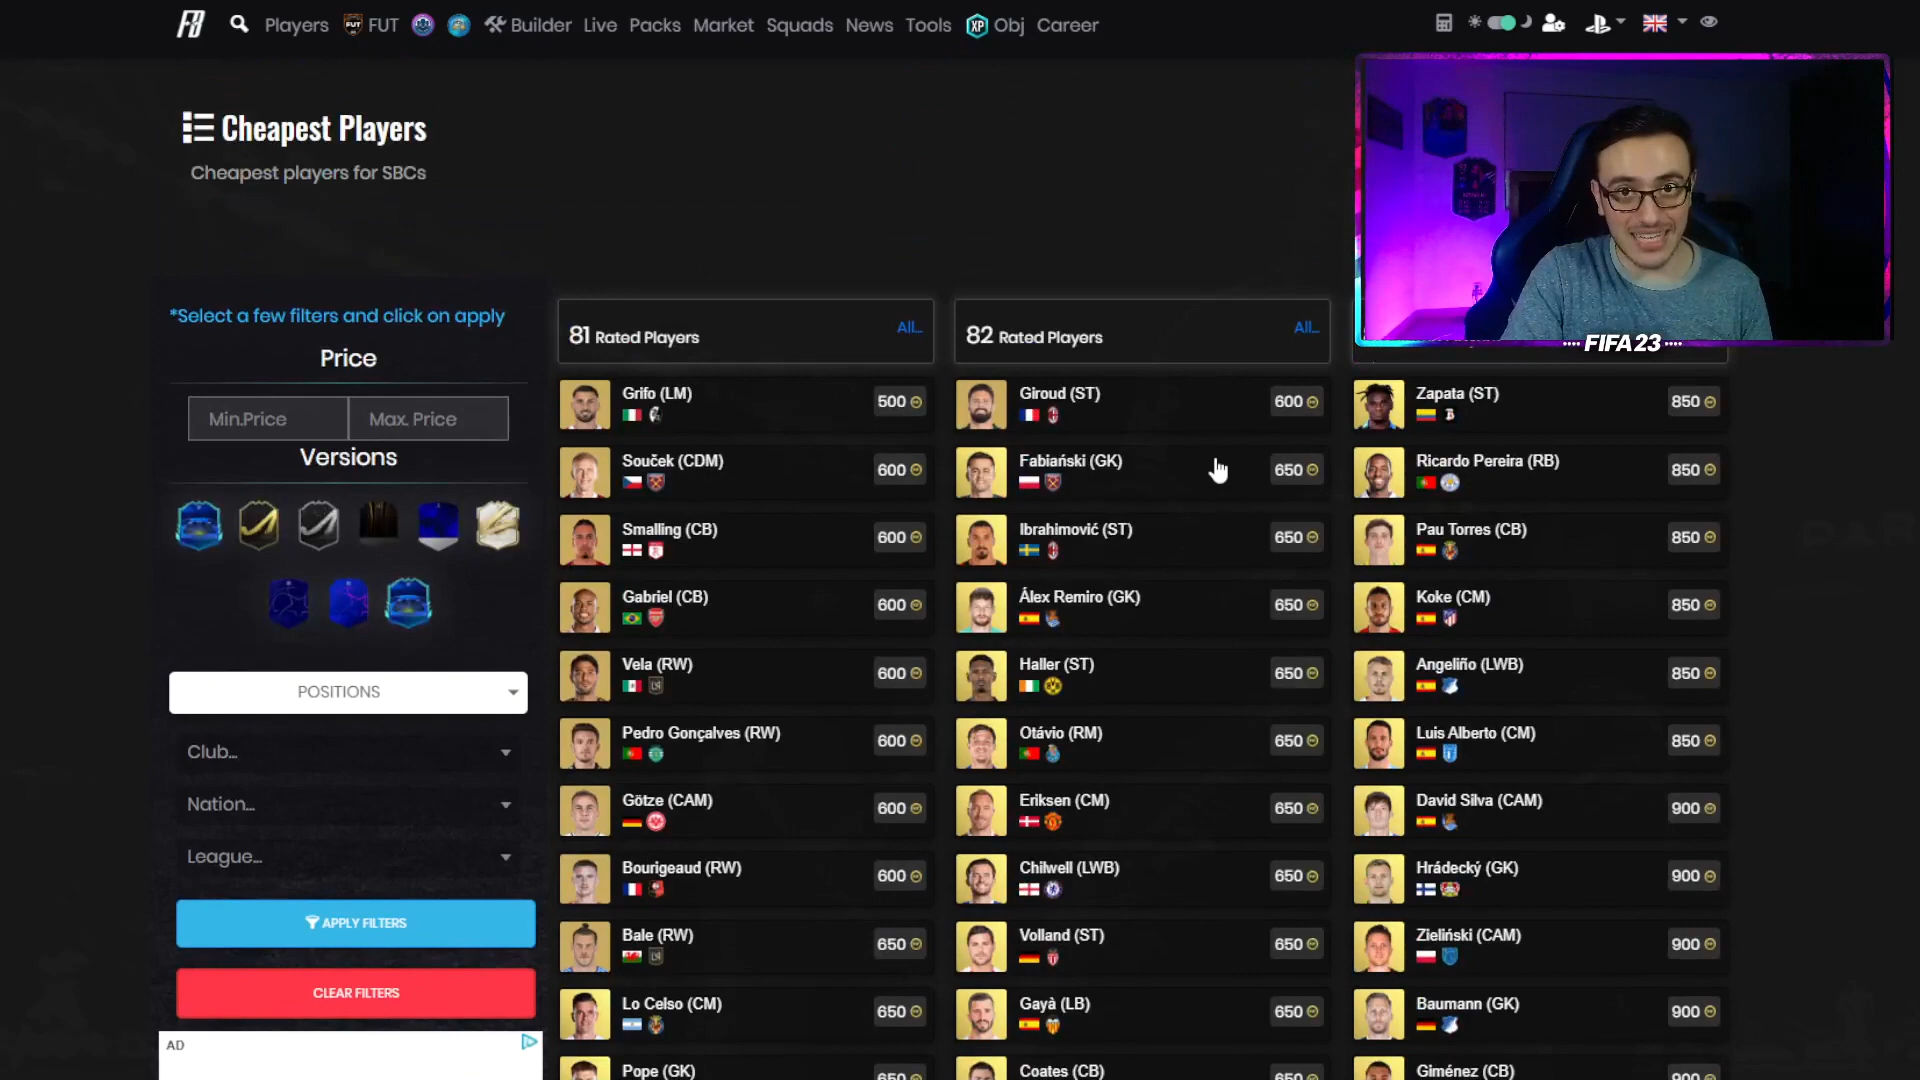 FB Players FUT Builder Live Packs Market Squads News Tools XP Obj Career
Cheapest Players
Cheapest players for SBCs
*Select a few filters and click on apply
Price
Min.Price Max. Price
Versions
POSITIONS
Club...
Nation...
League...
APPLY FILTERS
CLEAR FILTERS
AD
81 Rated Players All...
Grifo (LM) 500
Souček (CDM) 600
Smalling (CB) 600
Gabriel (CB) 600
Vela (RW) 600
Pedro Gonçalves (RW) 600
Götze (CAM) 600
Bourigeaud (RW) 600
Bale (RW) 650
Lo Celso (CM) 650
Pope (GK) 650
82 Rated Players All...
Giroud (ST) 600
Fabiański (GK) 650
Ibrahimović (ST) 650
Álex Remiro (GK) 650
Haller (ST) 650
Otávio (RM) 650
Eriksen (CM) 650
Chilwell (LWB) 650
Volland (ST) 650
Gayà (LB) 650
Coates (CB) 650
FIFA 23
Zapata (ST) 850
Ricardo Pereira (RB) 850
Pau Torres (CB) 850
Koke (CM) 850
Angeliño (LWB) 850
Luis Alberto (CM) 850
David Silva (CAM) 900
Hrádecký (GK) 900
Zieliński (CAM) 900
Baumann (GK) 900
Giménez (CB) 900